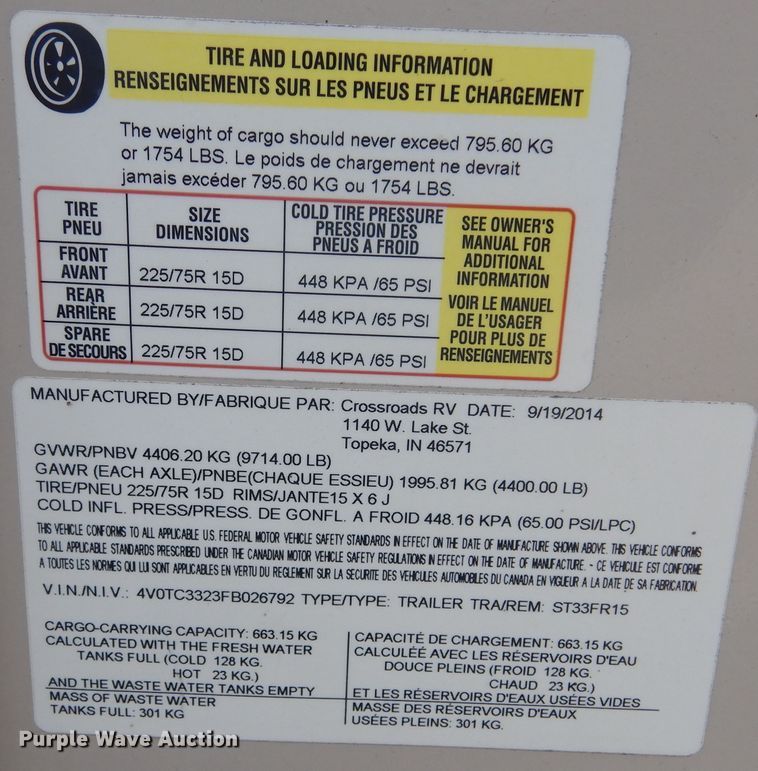 TIRE AND LOADING INFORMATION
RENSEIGNEMENTS SUR LES PNEUS ET LE CHARGEMENT
The weight of cargo should never exceed 795.60 KG
or 1754 LBS. Le poids de chargement ne devrait
jamais excéder 795.60 KG ou 1754 LBS.
TIRE PNEU
SIZE DIMENSIONS
COLD TIRE PRESSURE PRESSION DES PNEUS A FROID
FRONT AVANT 225/75R 15D 448 KPA /65 PSI
REAR ARRIÈRE 225/75R 15D 448 KPA /65 PSI
SPARE DE SECOURS 225/75R 15D 448 KPA /65 PSI
SEE OWNER'S
MANUAL FOR
ADDITIONAL
INFORMATION
VOIR LE MANUEL
DE L'USAGER
POUR PLUS DE
RENSEIGNEMENTS
MANUFACTURED BY/FABRIQUE PAR: Crossroads RV DATE: 9/19/2014
1140 W. Lake St.
Topeka, IN 46571
GVWR/PNBV 4406.20 KG (9714.00 LB)
GAWR (EACH AXLE)/PNBE(CHAQUE ESSIEU) 1995.81 KG (4400.00 LB)
TIRE/PNEU 225/75R 15D RIMS/JANTE15 X 6 J
COLD INFL. PRESS/PRESS. DE GONFL. A FROID 448.16 KPA (65.00 PSI/LPC)
THIS VEHICLE CONFORMS TO ALL APPLICABLE U.S. FEDERAL MOTOR VEHICLE SAFETY STANDARDS IN EFFECT ON THE DATE OF MANUFACTURE SHOWN ABOVE. THIS VEHICLE CONFORMS
TO ALL APPLICABLE STANDARDS PRESCRIBED UNDER THE CANADIAN MOTOR VEHICLE SAFETY REGULATIONS IN EFFECT ON THE DATE OF MANUFACTURE. - CE VEHICULE EST CONFORME
A TOUTES LES NORMES QUI LUI SONT APPLICABLES EN VERTU DU REGLEMENT SUR LA SECURITE DES VEHICULES AUTOMOBILES DU CANADA EN VIGUEUR A LA DATE DE SA FABRICATION.
V.I.N./N.I.V.: 4V0TC3323FB026792 TYPE/TYPE: TRAILER TRA/REM: ST33FR15
CARGO-CARRYING CAPACITY: 663.15 KG
CALCULATED WITH THE FRESH WATER
TANKS FULL (COLD 128 KG.
HOT 23 KG.)
AND THE WASTE WATER TANKS EMPTY
MASS OF WASTE WATER
TANKS FULL: 301 KG
CAPACITÉ DE CHARGEMENT: 663.15 KG
CALCULÉE AVEC LES RÉSERVOIRS D'EAU
DOUCE PLEINS (FROID 128 KG.
CHAUD 23 KG.)
ET LES RÉSERVOIRS D'EAUX USÉES VIDES
MASSE DES RÉSERVOIRS D'EAUX
USÉES PLEINS: 301 KG.
Purple Wave Auction